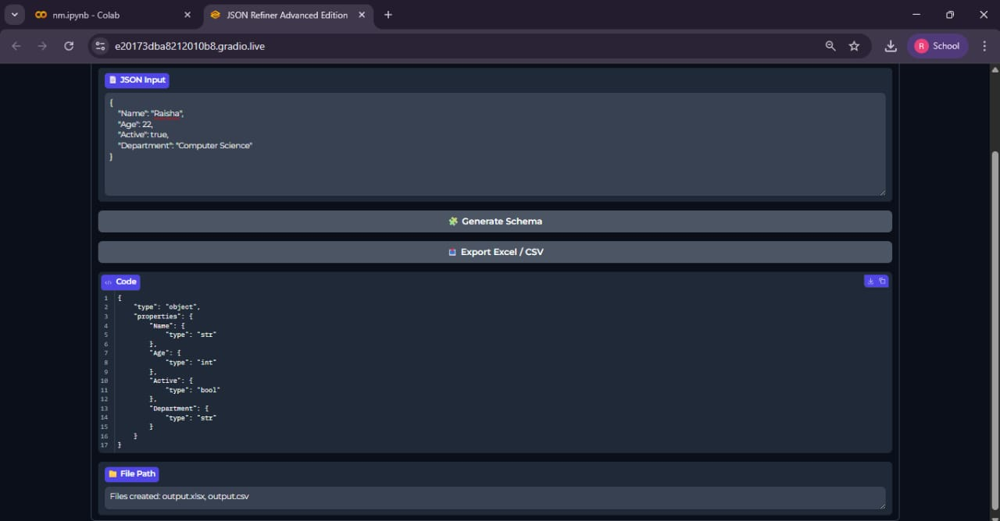 nm.ipynb - Colab
JSON Refiner Advanced Edition
e20173dba8212010b8.gradio.live
R School
JSON Input
{
"Name": "Raisha",
"Age": 22,
"Active": true,
"Department": "Computer Science"
}
Generate Schema
Export Excel / CSV
Code
1 {
2 "type": "object",
3 "properties": {
4 "Name": {
5 "type": "str"
6 },
7 "Age": {
8 "type": "int"
9 },
10 "Active": {
11 "type": "bool"
12 },
13 "Department": {
14 "type": "str"
15 }
16 }
17 }
File Path
Files created: output.xlsx, output.csv